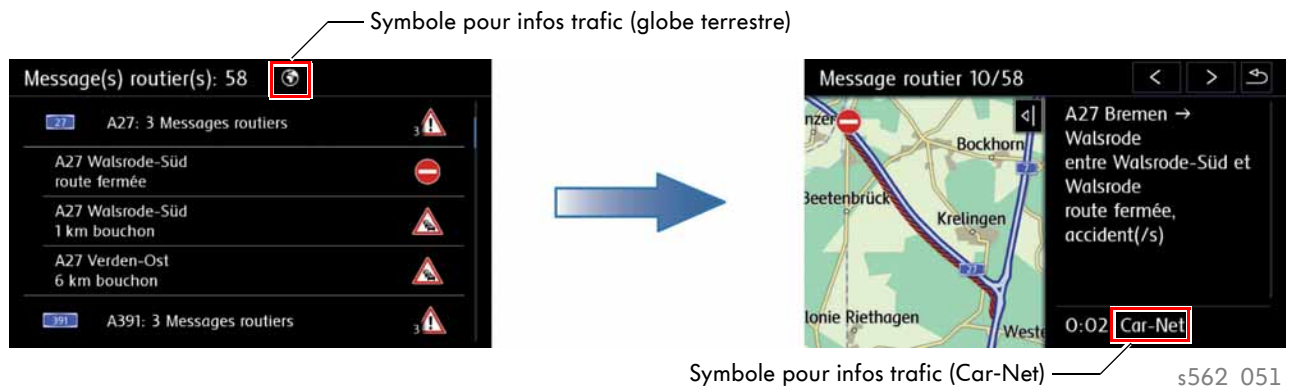 Symbole pour infos trafic (globe terrestre)
Message(s) routier(s): 58
27 A27: 3 Messages routiers 3
A27 Walsrode-Süd
route fermée
A27 Walsrode-Süd
1 km bouchon
A27 Verden-Ost
6 km bouchon
391 A391: 3 Messages routiers 3
Message routier 10/58 < >
nzer
Bockhorn
7
Beetenbrück
Krelingen
27
lonie Riethagen
Weste
A27 Bremen →
Walsrode
entre Walsrode-Süd et
Walsrode
route fermée,
accident(/s)
0:02 Car-Net
Symbole pour infos trafic (Car-Net)
s562_051